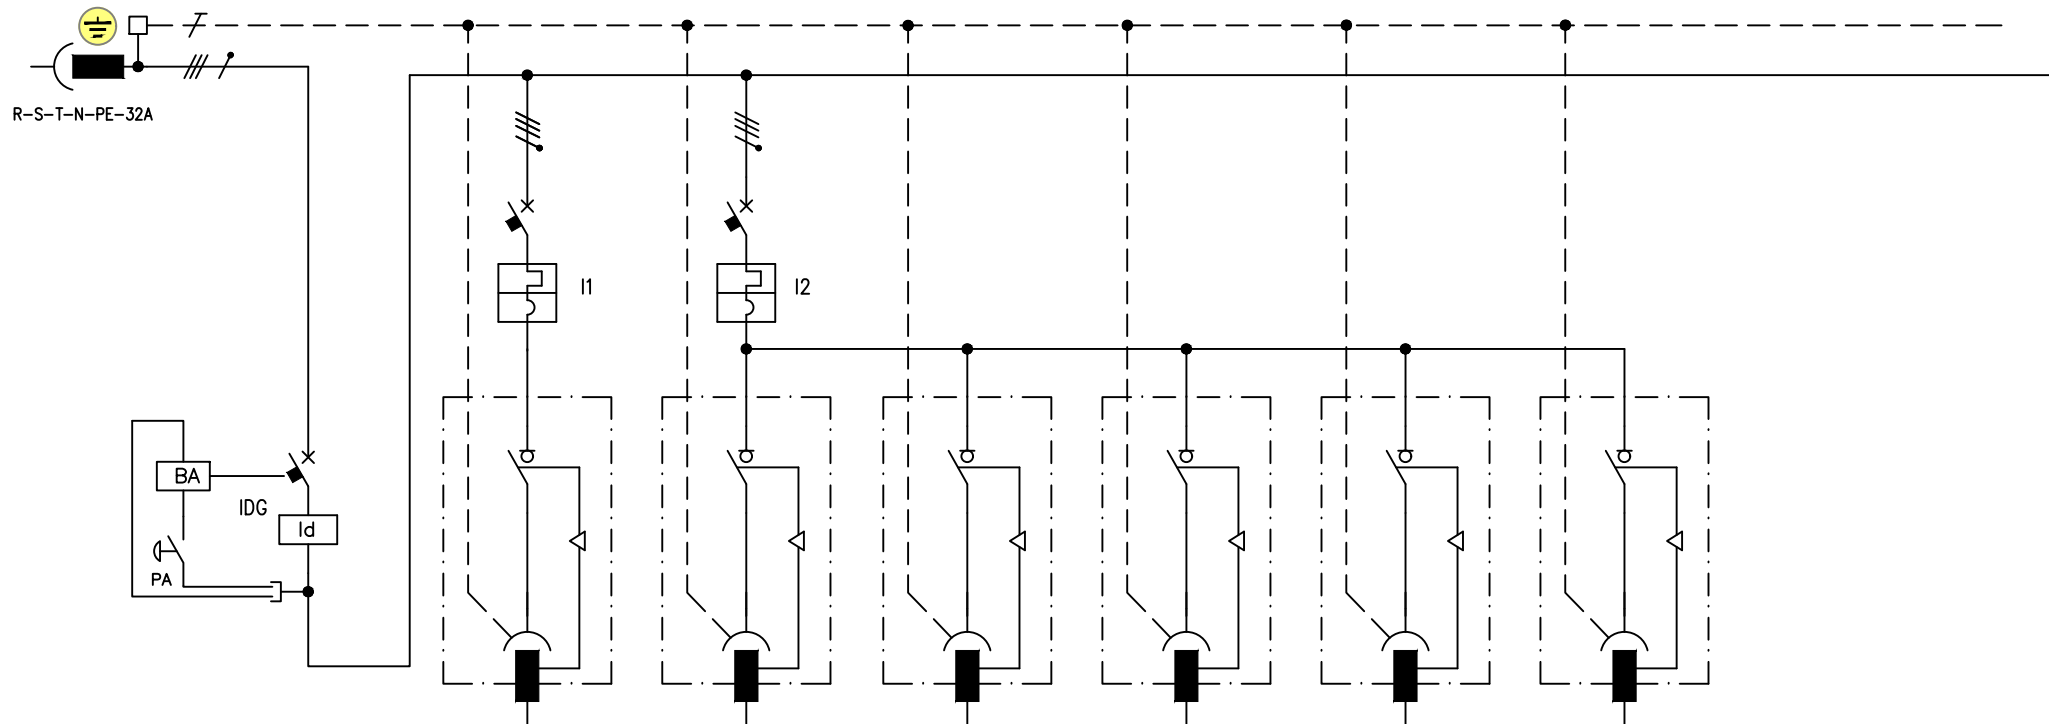 R-S-T-N-PE-32A
I1
I2
BA
IDG
Id
PA